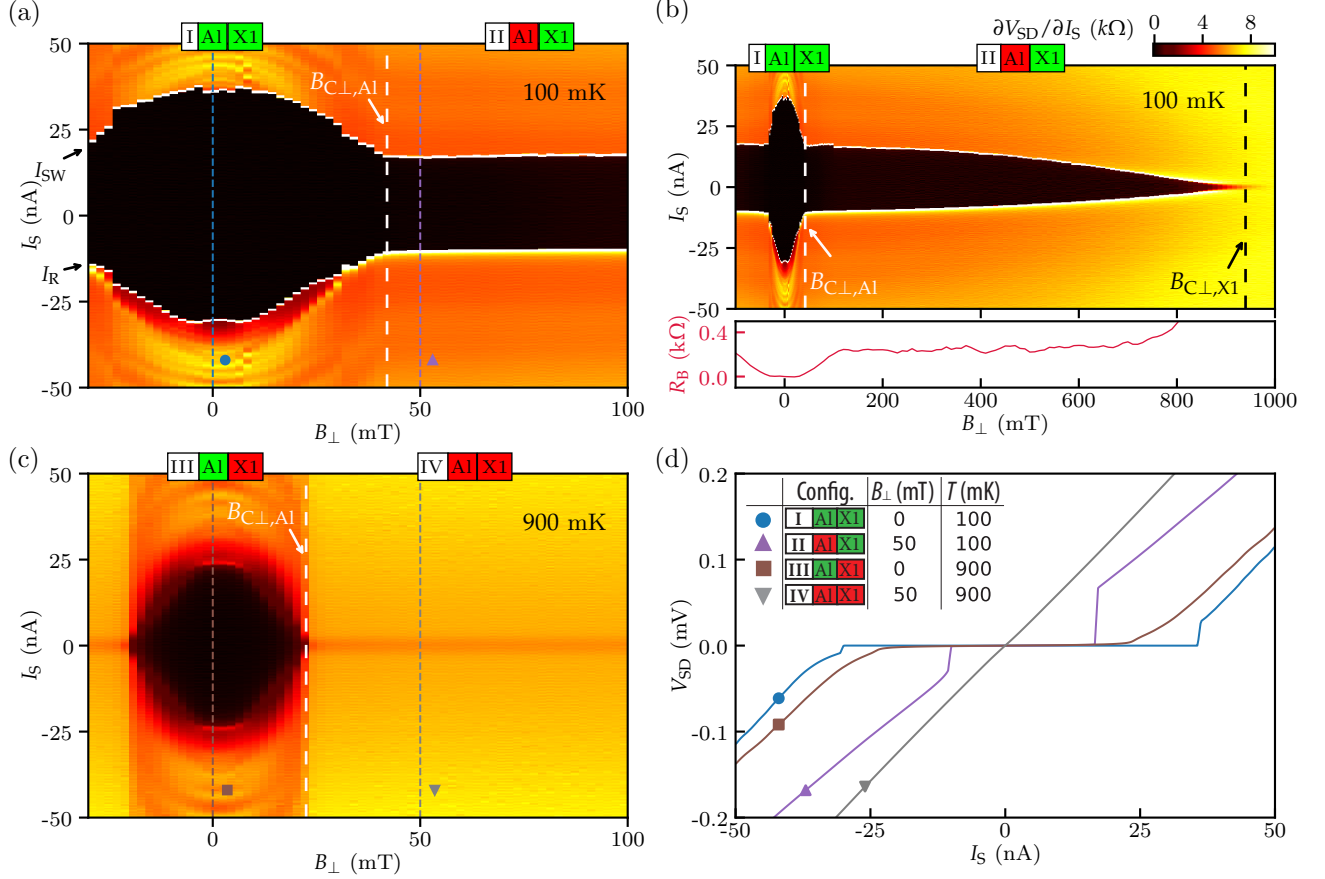 (a)
I Al X1
II Al X1
50
25
0
-25
-50
I_S (nA)
I_SW
I_R
B_C⊥,Al
100 mK
0
50
100
B_⊥ (mT)
(b)
∂V_SD/∂I_S (kΩ)
0 4 8
I Al X1
II Al X1
50
25
0
-25
-50
I_S (nA)
100 mK
B_C⊥,Al
B_C⊥,X1
0.4
0.0
R_B (kΩ)
0 200 400 600 800 1000
B_⊥ (mT)
(c)
III Al X1
IV Al X1
50
25
0
-25
-50
I_S (nA)
B_C⊥,Al
900 mK
0
50
100
B_⊥ (mT)
(d)
0.2
0.1
0.0
-0.1
-0.2
V_SD (mV)
Config. B_⊥ (mT) T (mK)
I Al X1 0 100
II Al X1 50 100
III Al X1 0 900
IV Al X1 50 900
-50 -25 0 25 50
I_S (nA)